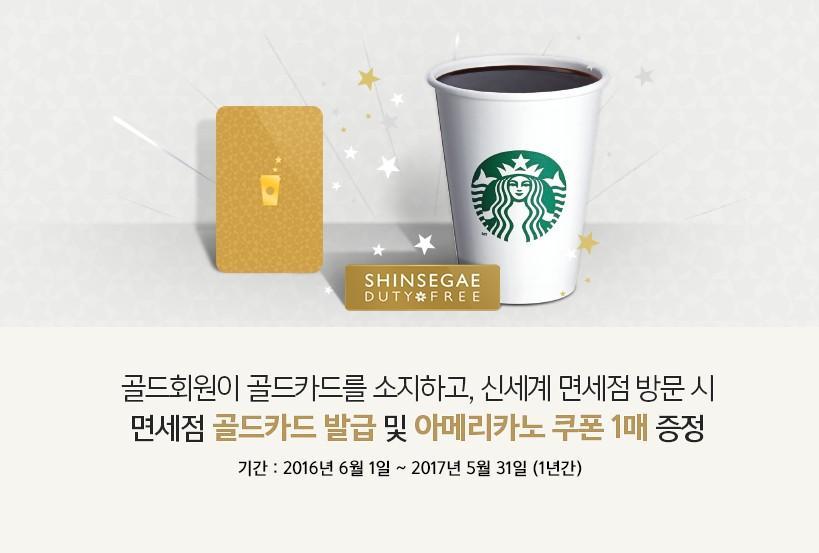 SHINSEGAE
DUTY FREE
골드회원이 골드카드를 소지하고, 신세계 면세점 방문 시
면세점 골드카드 발급 및 아메리카노 쿠폰 1매 증정
기간 : 2016년 6월 1일 ~ 2017년 5월 31일 (1년간)